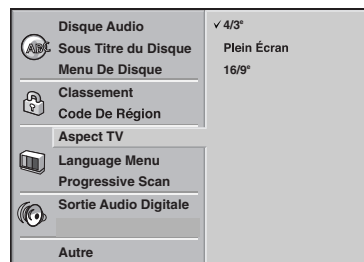 Disque Audio
ABC
Sous Titre du Disque
Menu De Disque
Classement
Code De Région
Aspect TV
Language Menu
Progressive Scan
Sortie Audio Digitale
Autre
✓ 4/3e
Plein Écran
16/9e